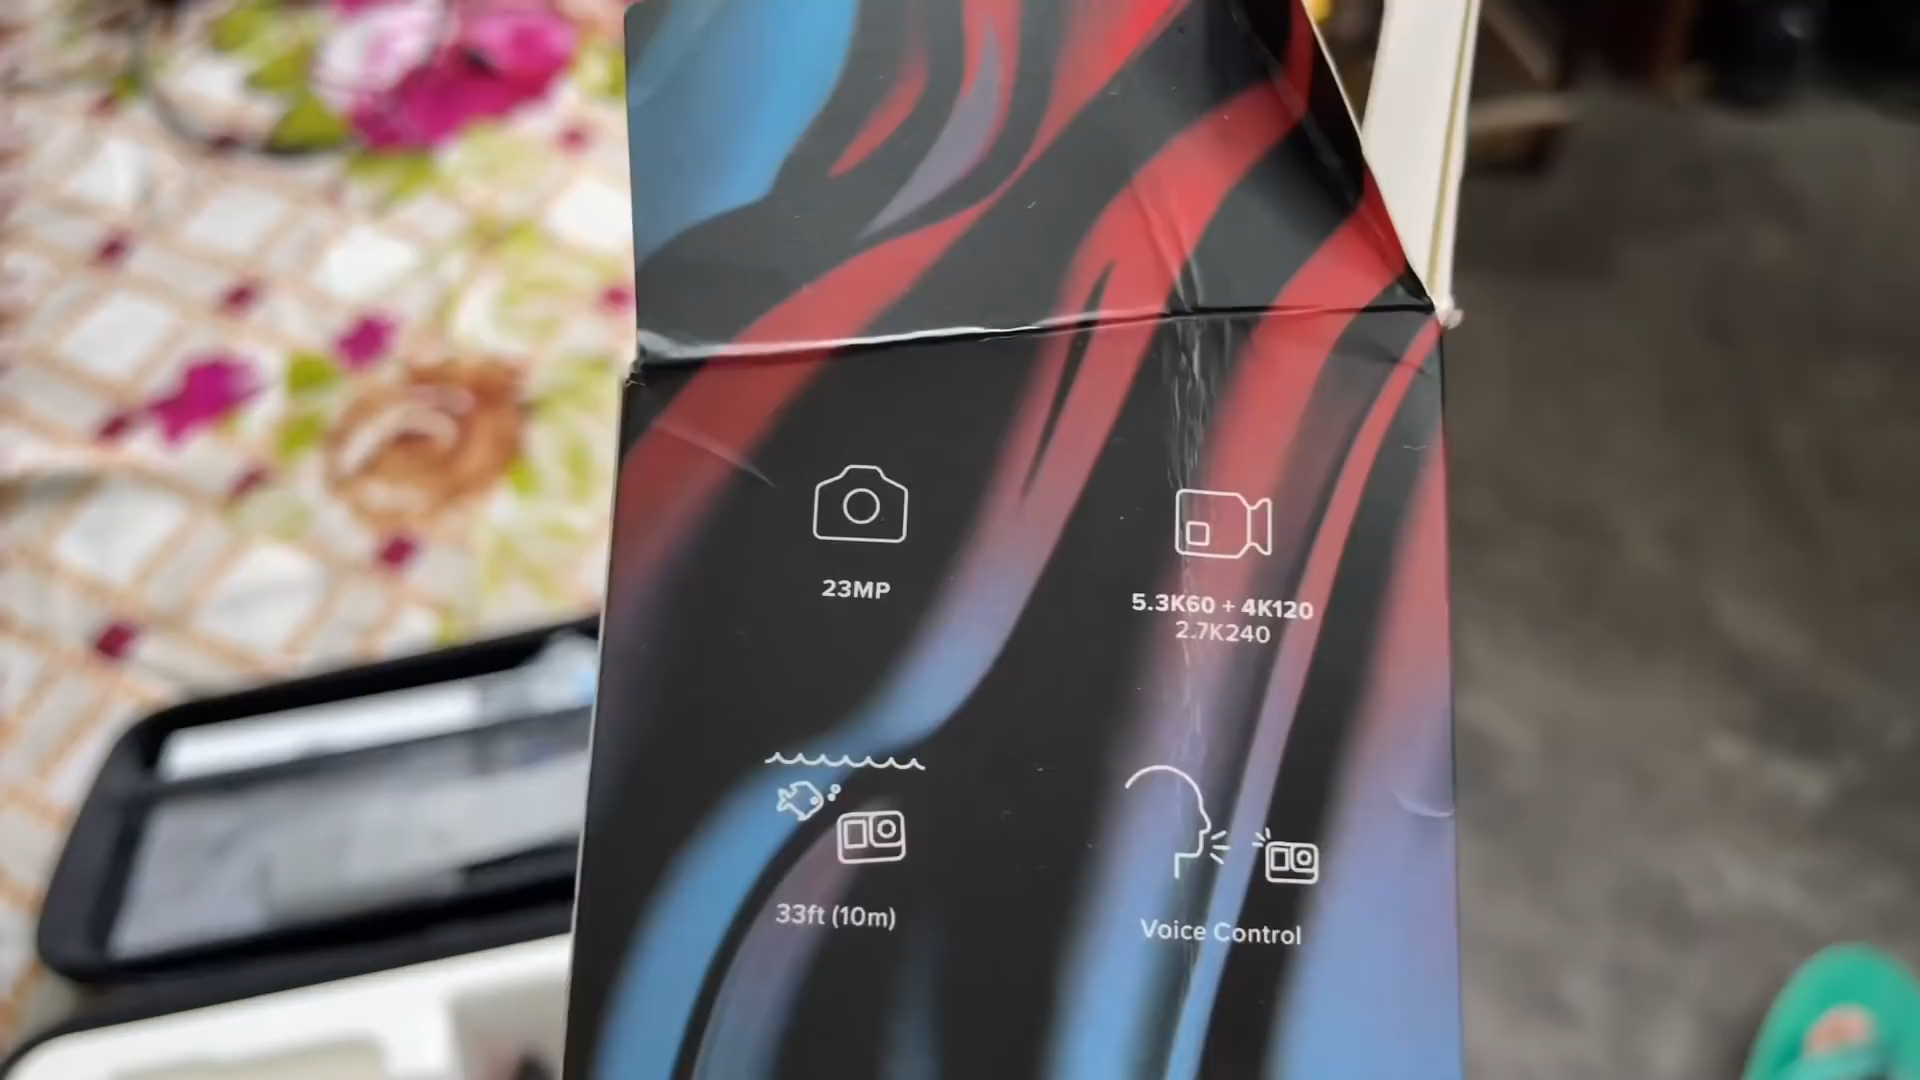 23MP
5.3K60 + 4K120
2.7K240
33ft (10m)
Voice Control